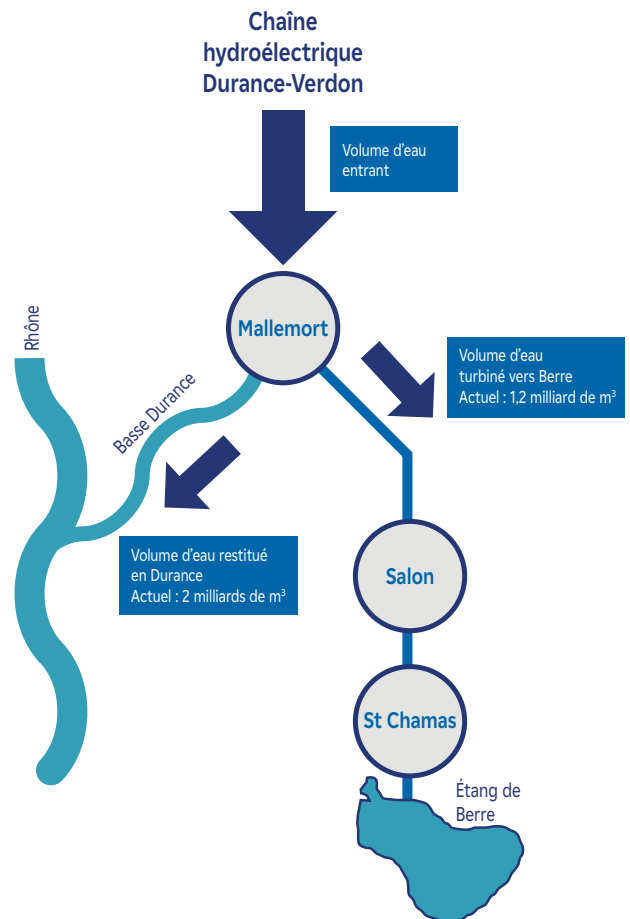 Chaîne
hydroélectrique
Durance-Verdon
Volume d'eau
entrant
Mallemort
Rhône
Basse Durance
Volume d'eau
turbiné vers Berre
Actuel : 1,2 milliard de m³
Volume d'eau restitué
en Durance
Actuel : 2 milliards de m³
Salon
St Chamas
Étang de
Berre